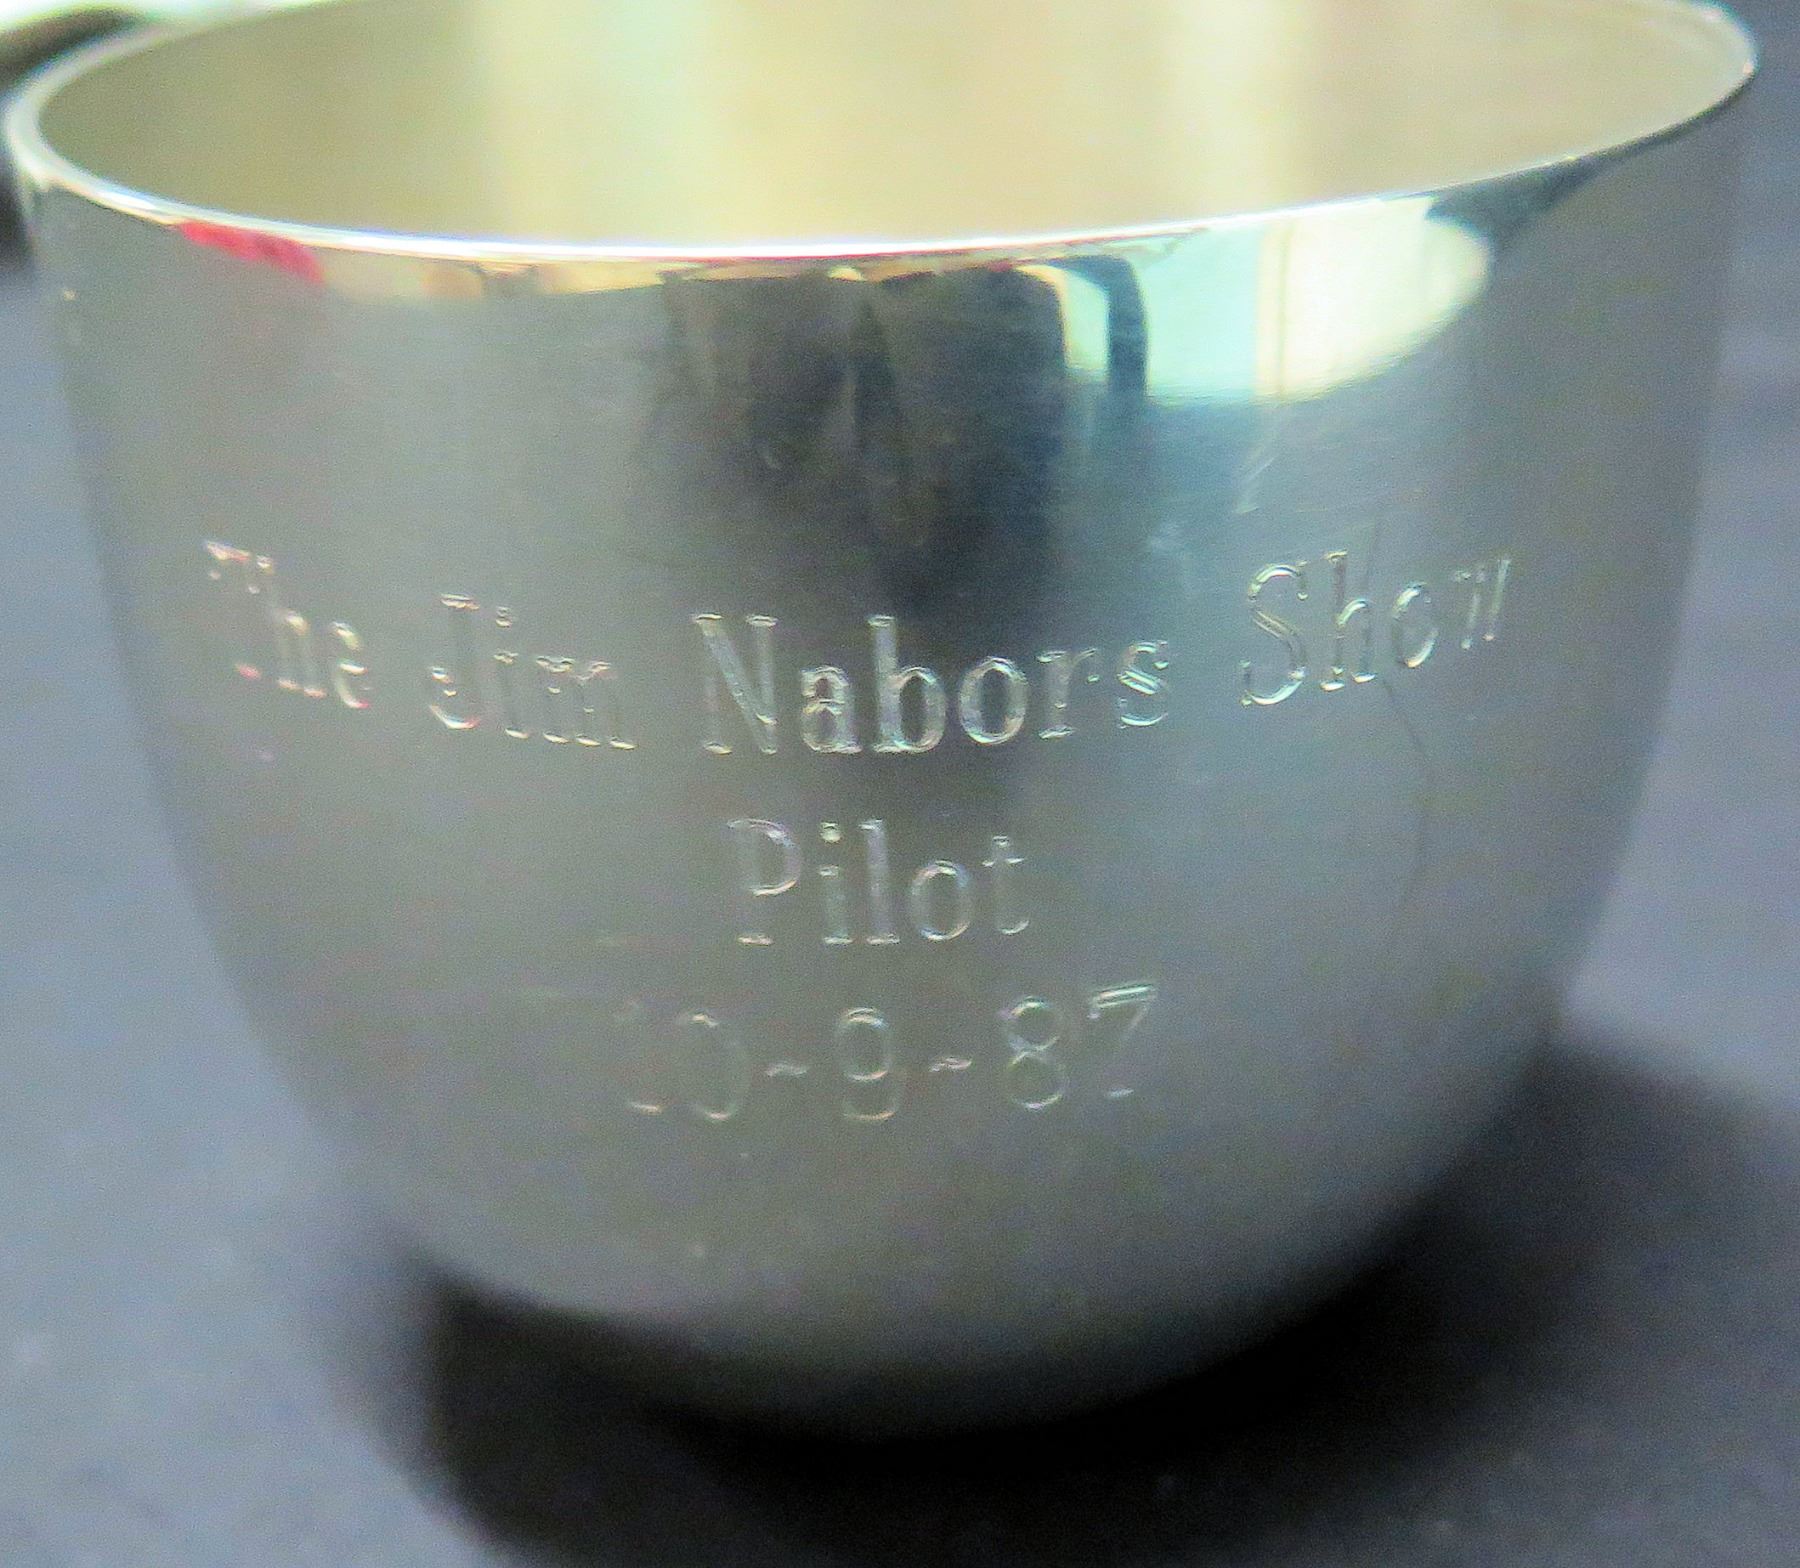 The Jim Nabors Show
Pilot
10-9-87